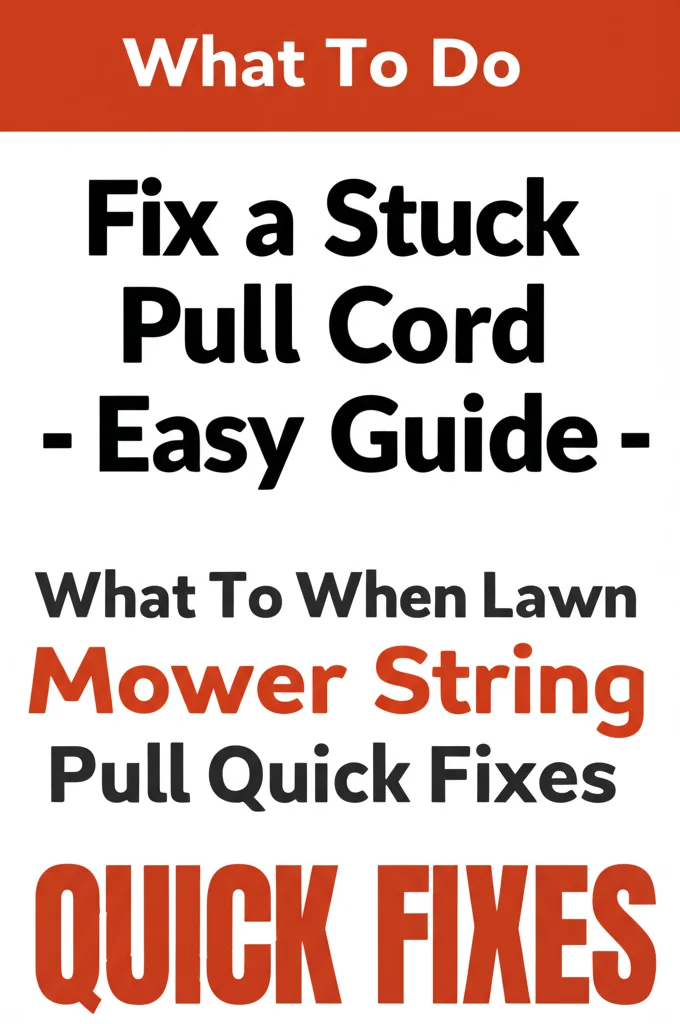 What To Do
Fix a Stuck
Pull Cord
- Easy Guide -
What To When Lawn
Mower String
Pull Quick Fixes
QUICK FIXES